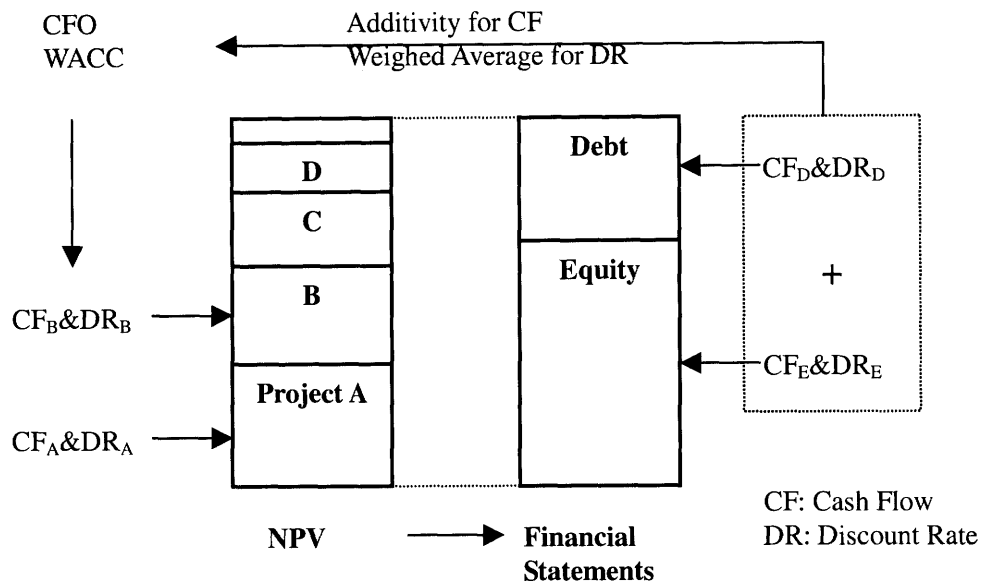 CFO
WACC
Additivity for CF
Weighed Average for DR
D
C
B
Project A
Debt
Equity
CF_B&DR_B
CF_A&DR_A
CF_D&DR_D
+
CF_E&DR_E
NPV
Financial
Statements
CF: Cash Flow
DR: Discount Rate